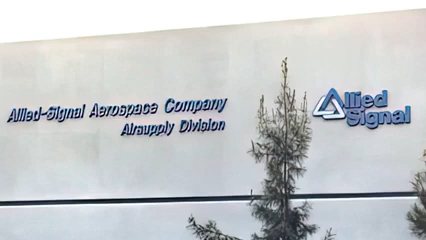 Allied-Signal Aerospace Company
Airsupply Division
Allied
Signal